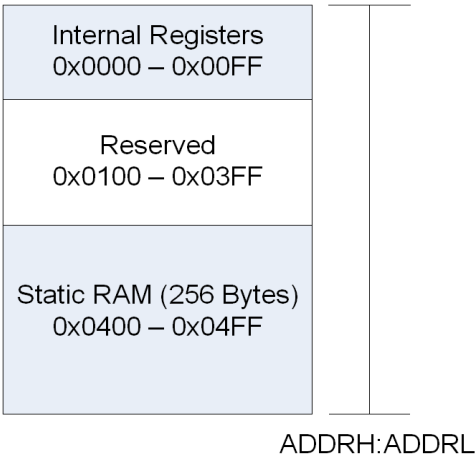 Internal Registers
0x0000 – 0x00FF
Reserved
0x0100 – 0x03FF
Static RAM (256 Bytes)
0x0400 – 0x04FF
ADDRH:ADDRL